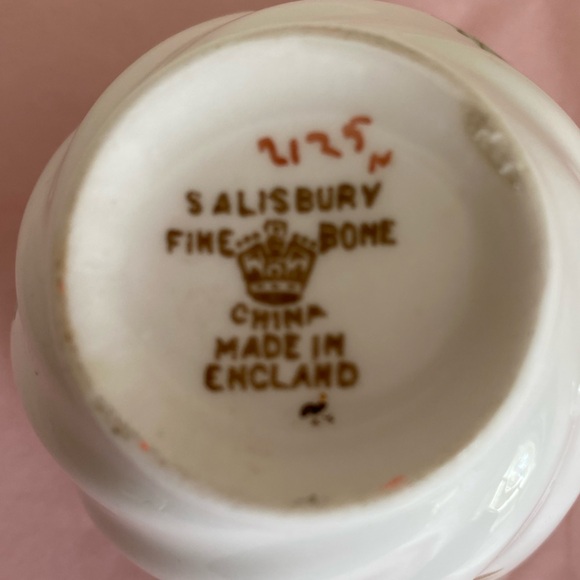 2125
N
SALISBURY
FINE BONE
CHINA
MADE IN
ENGLAND